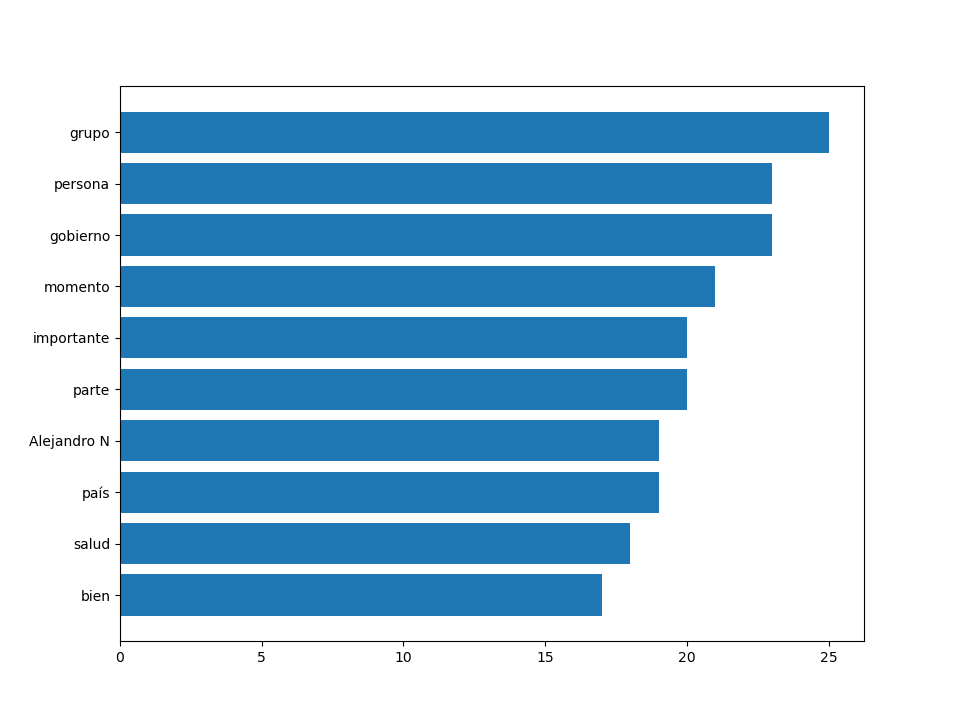 grupo
persona
gobierno
momento
importante
parte
Alejandro N
país
salud
bien
0 5 10 15 20 25